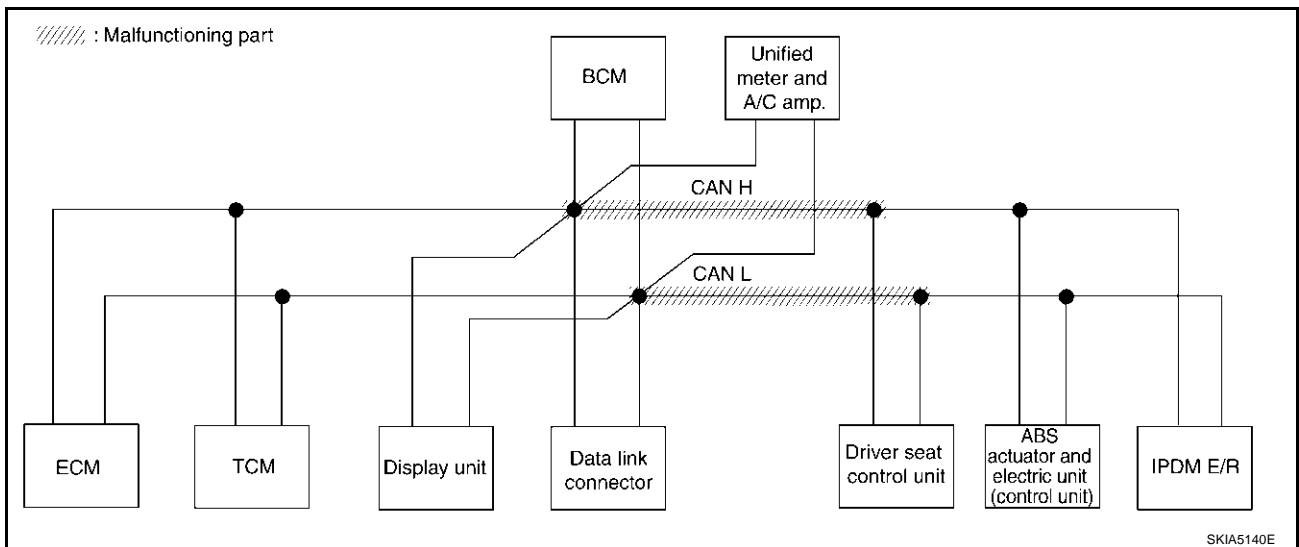 : Malfunctioning part
BCM
Unified
meter and
A/C amp.
CAN H
CAN L
ECM
TCM
Display unit
Data link
connector
Driver seat
control unit
ABS
actuator and
electric unit
(control unit)
IPDM E/R
SKIA5140E